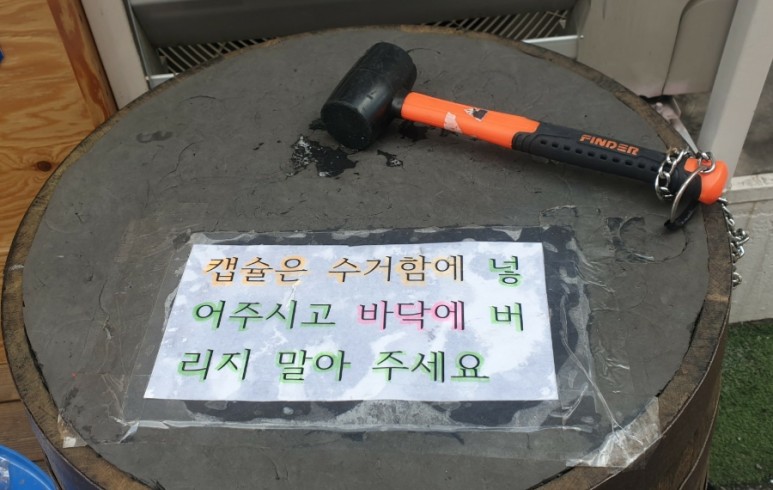 FINDER
캡슐은 수거함에 넣
어주시고 바닥에 버
리지 말아 주세요